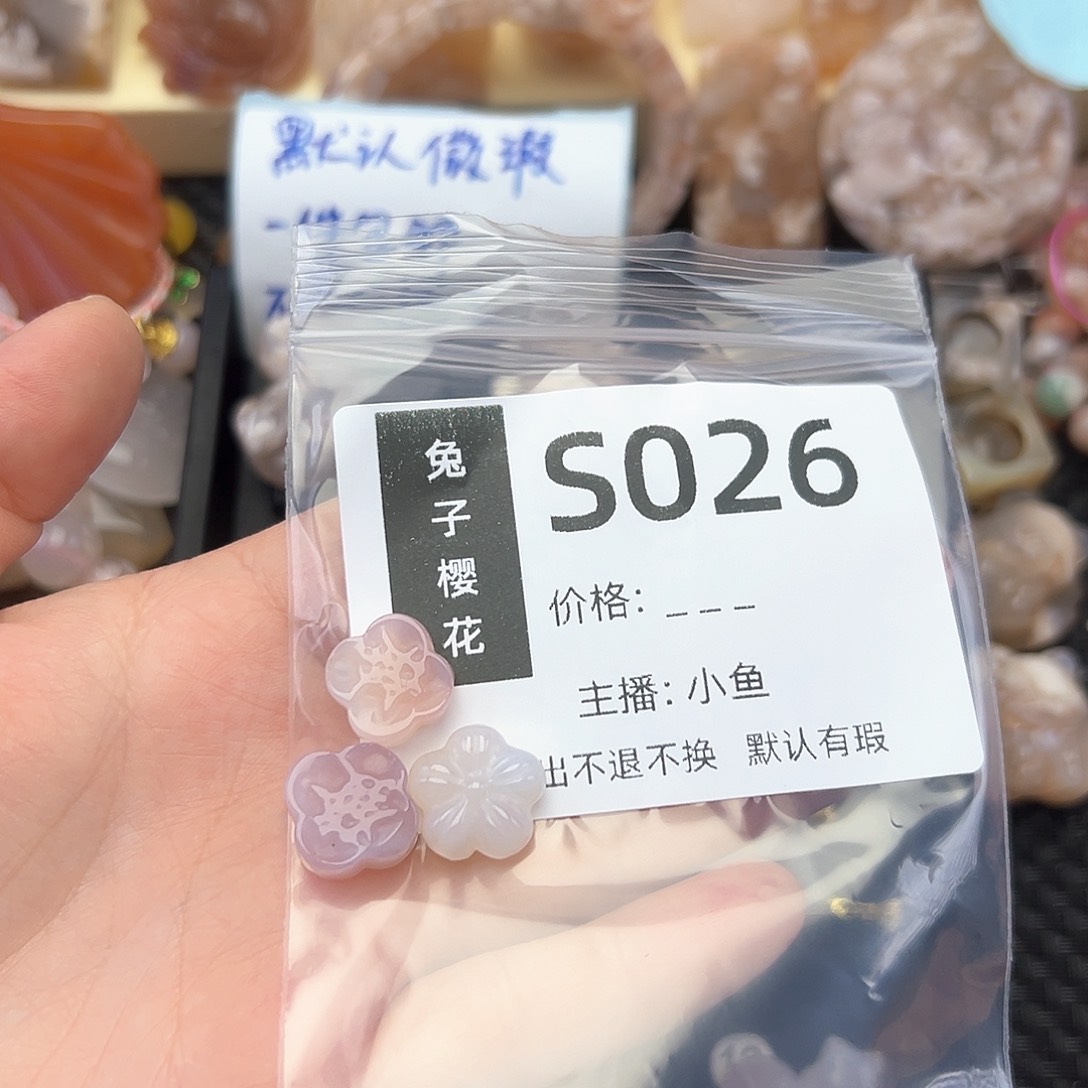 默认微瑕
兔子樱花
S026
价格: _ _ _
主播: 小鱼
出不退不换 默认有瑕